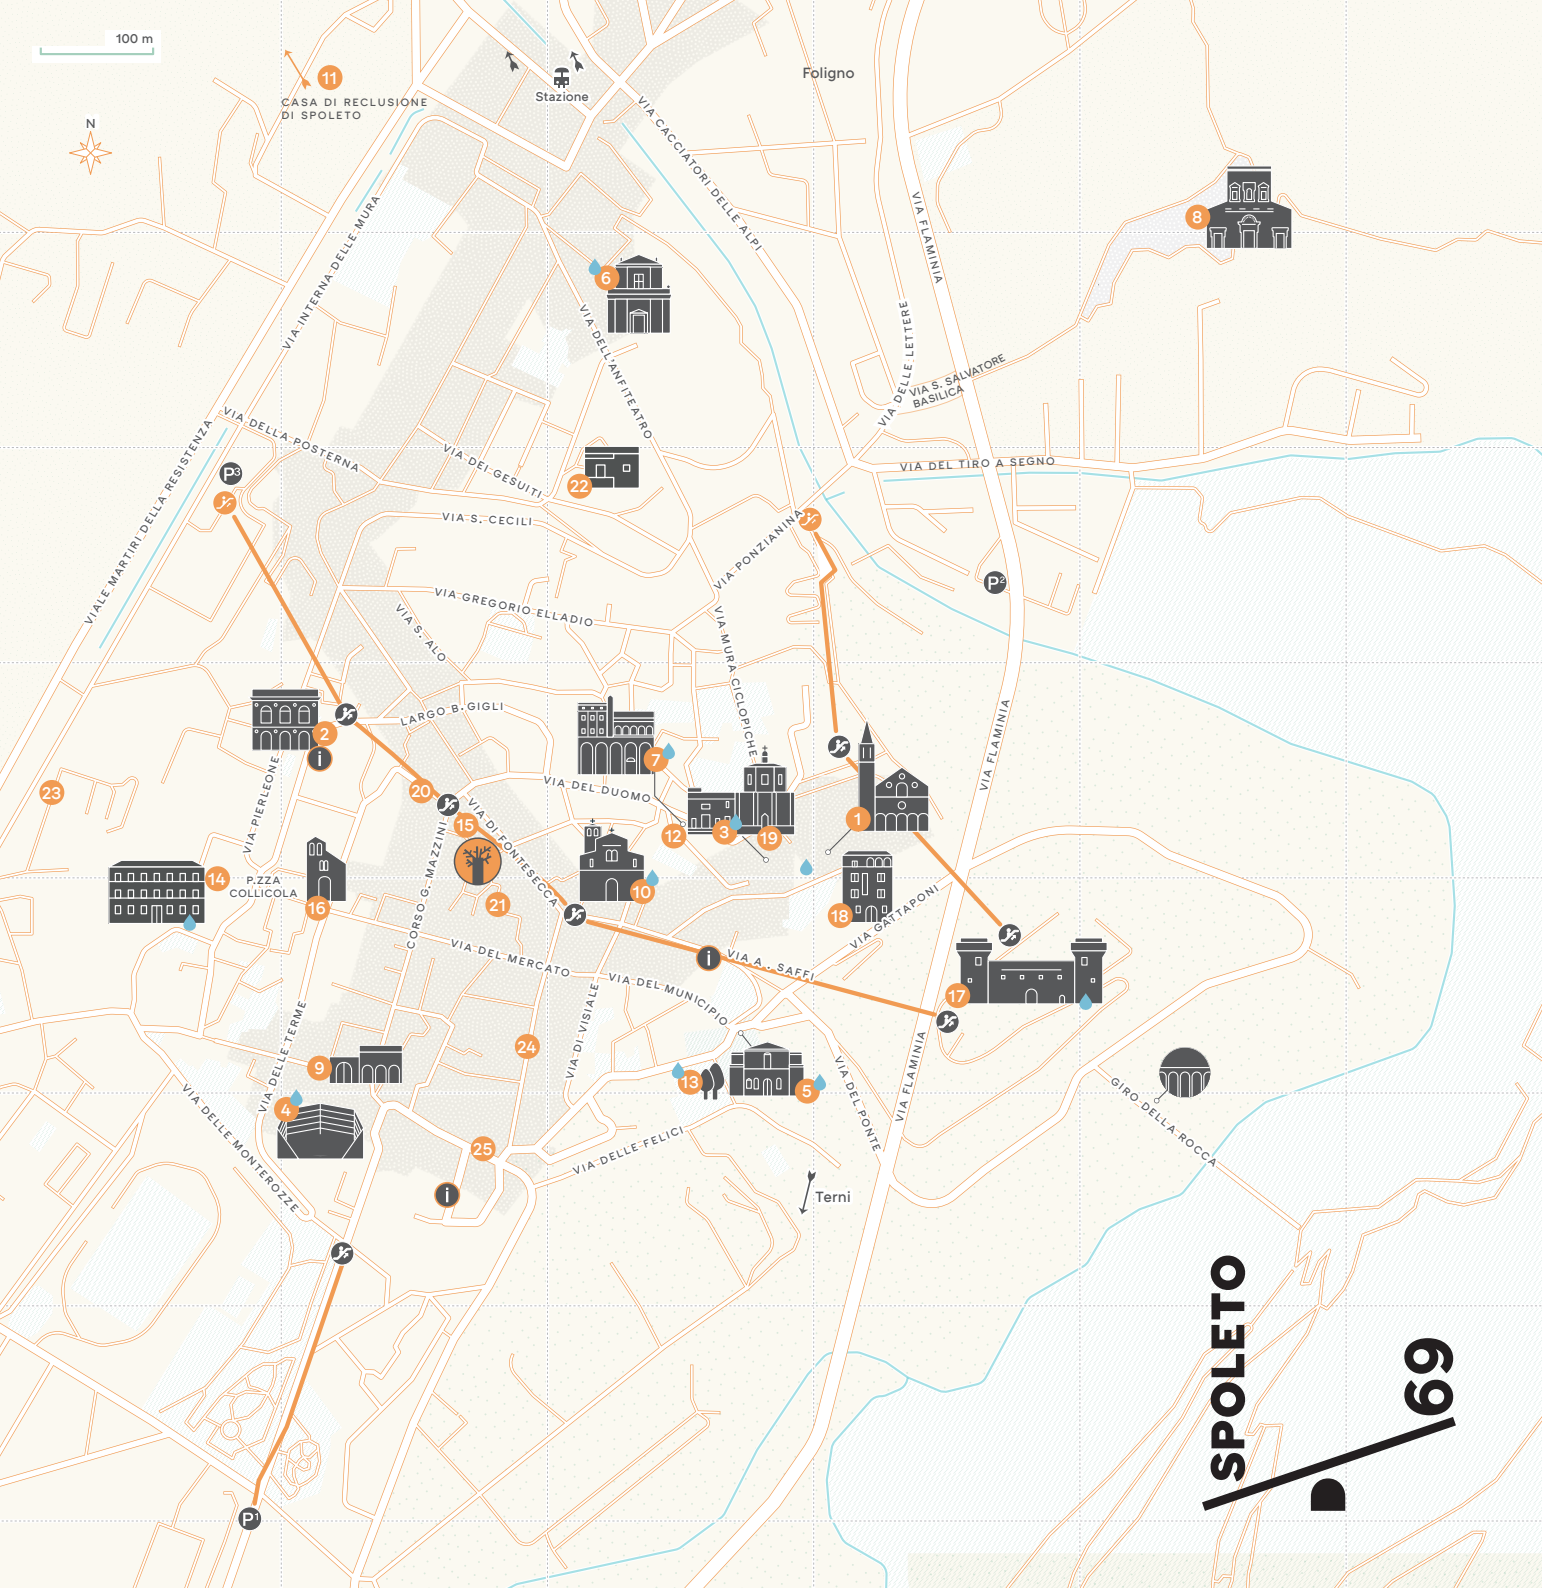 100 m
11
CASA DI RECLUSIONE
DI SPOLETO
N
Stazione
Foligno
VIA CACCIATORI DELLE ALPI
VIA FLAMINIA
8
VIA INTERNA DELLE MURA
6
VIA DELL'ANFITEATRO
VIA DELLE LETTERE
VIA S. SALVATORE
BASILICA
VIA DELLA POSTERNA
VIALE MARTIRI DELLA RESISTENZA
P3
VIA DEI GESUITI
22
VIA DEL TIRO A SEGNO
VIA S. CECILI
VIA PONZIANINA
P2
VIA GREGORIO ELLADIO
VIA S. ALO
VIA MURA CICLOPICHE
LARGO B. GIGLI
2
i
7
VIA FLAMINIA
23
20
VIA PIERLEONE
VIA DEL DUOMO
15
VIA DI FONTESECCA
12
3
19
1
14
P.ZZA
COLLICOLA
16
CORSO G. MAZZINI
21
10
18
VIA GATTAPONI
VIA DEL MERCATO
i
VIA A. SAFFI
VIA DEL MUNICIPIO
17
VIA DI VISIALE
24
VIA DELLE TERME
9
4
13
5
VIA DEL PONTE
VIA FLAMINIA
GIRO DELLA ROCCA
VIA DELLE MONTEROZZE
25
VIA DELLE FELICI
i
Terni
P1
SPOLETO
69